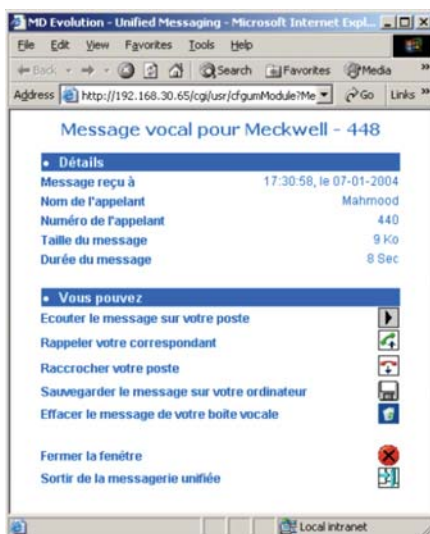 MD Evolution - Unified Messaging - Microsoft Internet Expl...
File Edit View Favorites Tools Help
Back Search Favorites Media »
Address http://192.168.30.65/cgi/usr/cfgumModule?Me Go Links »
Message vocal pour Meckwell - 448
• Détails
Message reçu à 17:30:58, le 07-01-2004
Nom de l'appelant Mahmood
Numéro de l'appelant 440
Taille du message 9 Ko
Durée du message 8 Sec
• Vous pouvez
Ecouter le message sur votre poste
Rappeler votre correspondant
Raccrocher votre poste
Sauvegarder le message sur votre ordinateur
Effacer le message de votre boite vocale
Fermer la fenêtre
Sortir de la messagerie unifiée
Local intranet